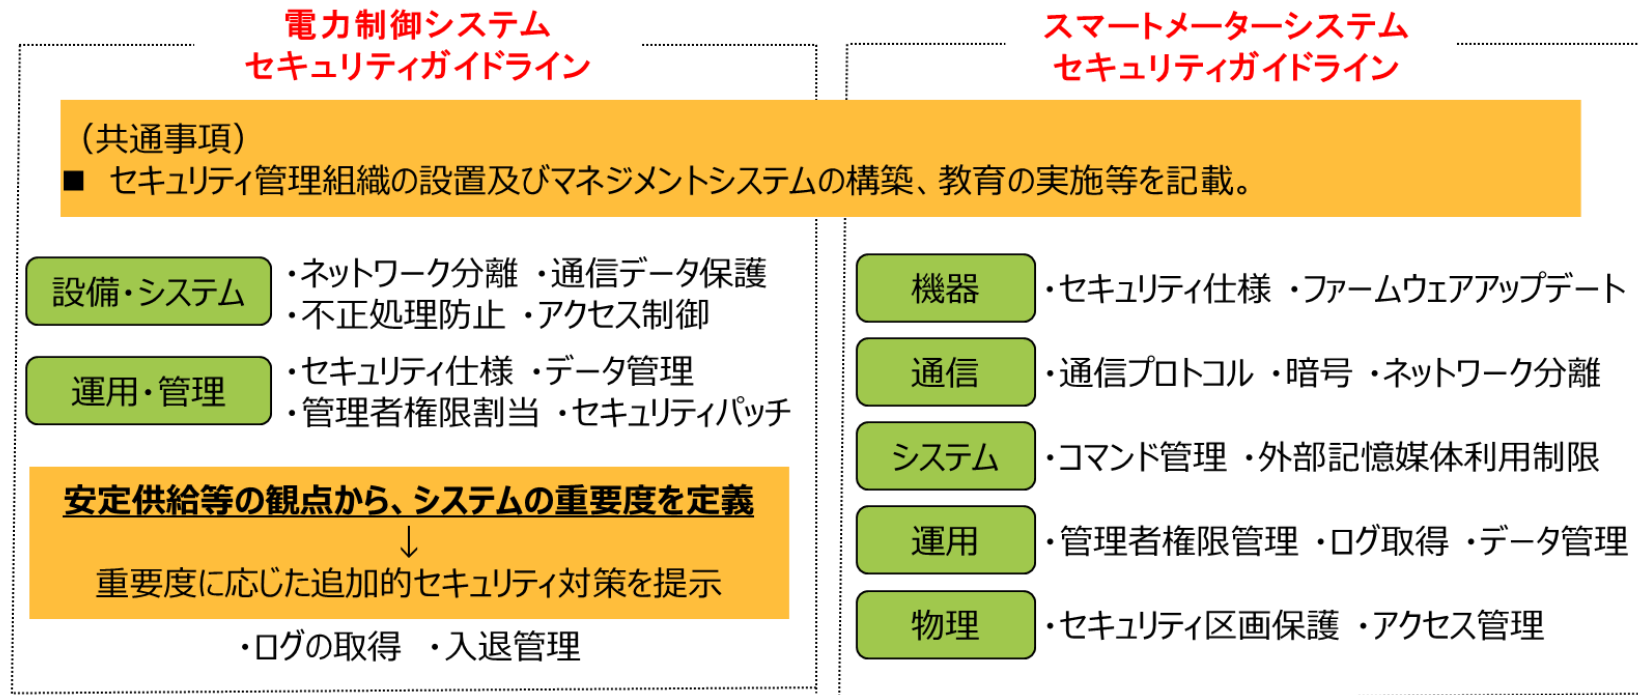 電力制御システム
セキュリティガイドライン
スマートメーターシステム
セキュリティガイドライン
（共通事項）
■ セキュリティ管理組織の設置及びマネジメントシステムの構築、教育の実施等を記載。
設備・システム
・ネットワーク分離 ・通信データ保護
・不正処理防止 ・アクセス制御
運用・管理
・セキュリティ仕様 ・データ管理
・管理者権限割当 ・セキュリティパッチ
安定供給等の観点から、システムの重要度を定義
↓
重要度に応じた追加的セキュリティ対策を提示
・ログの取得 ・入退管理
機器
・セキュリティ仕様 ・ファームウェアアップデート
通信
・通信プロトコル ・暗号 ・ネットワーク分離
システム
・コマンド管理 ・外部記憶媒体利用制限
運用
・管理者権限管理 ・ログ取得 ・データ管理
物理
・セキュリティ区画保護 ・アクセス管理